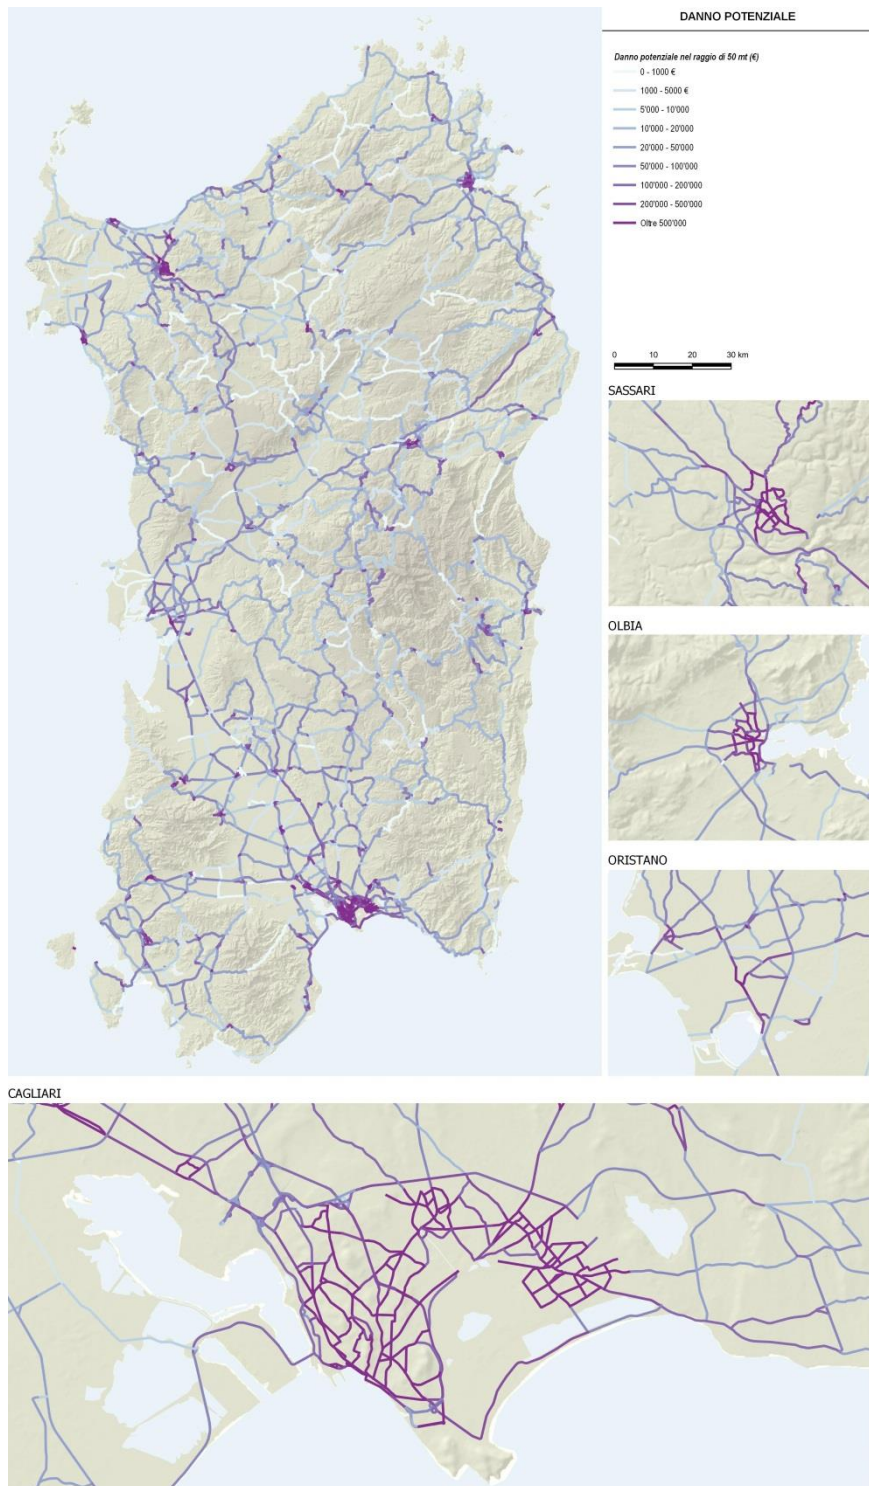 DANNO POTENZIALE
Danno potenziale nel raggio di 50 mt (€)
0 - 1000 €
1000 - 5000 €
5'000 - 10'000
10'000 - 20'000
20'000 - 50'000
50'000 - 100'000
100'000 - 200'000
200'000 - 500'000
Oltre 500'000
0 10 20 30 km
SASSARI
OLBIA
ORISTANO
CAGLIARI